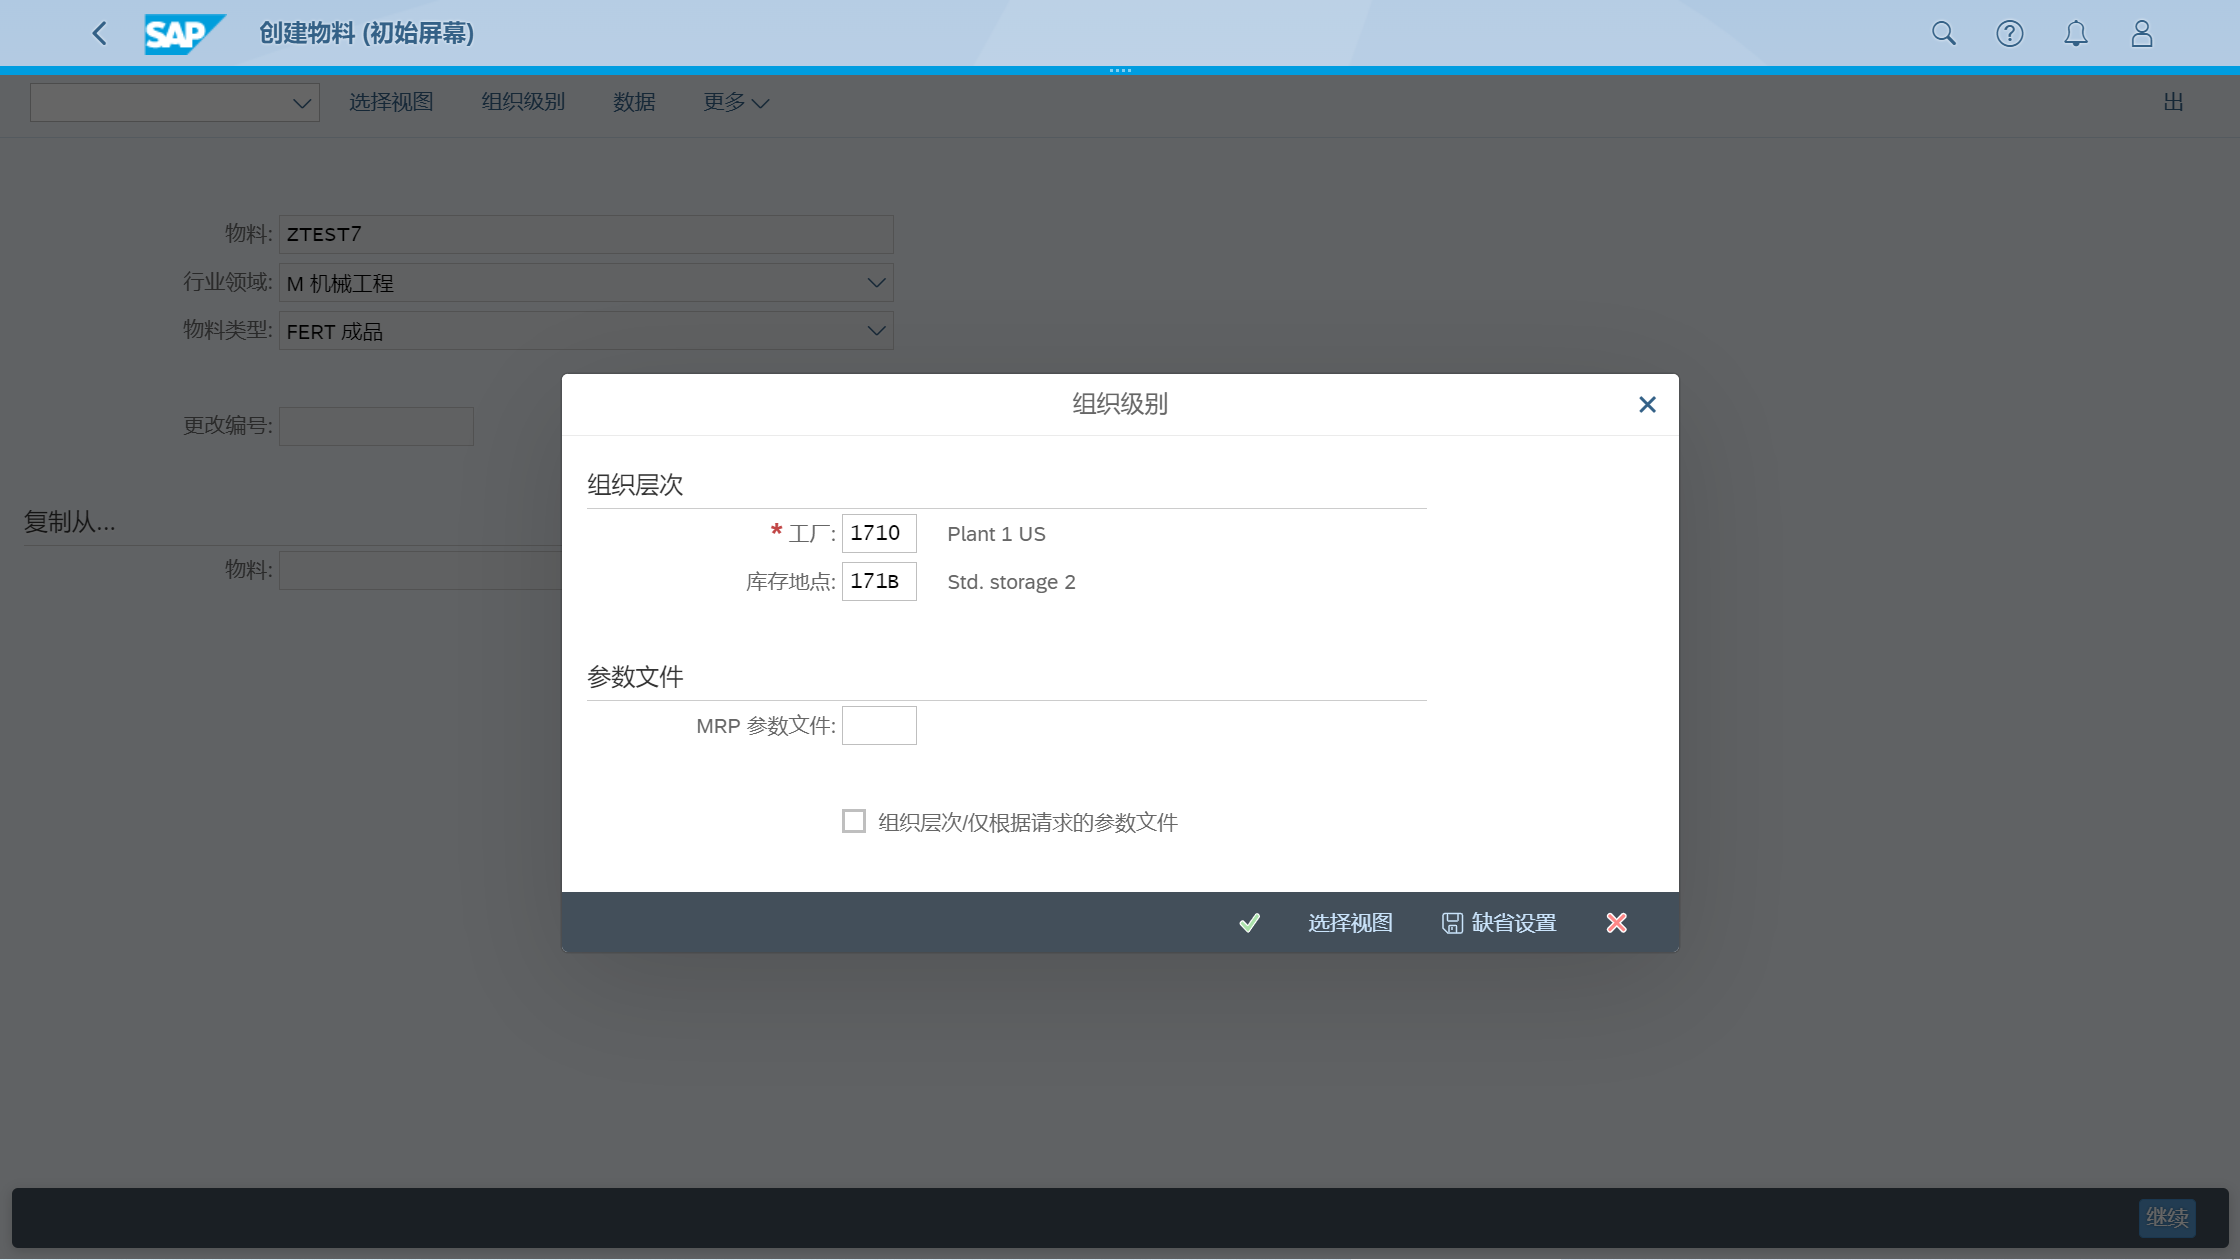 SAP 创建物料 (初始屏幕)
选择视图 组织级别 数据 更多 出
物料: ZTEST7
行业领域: M 机械工程
物料类型: FERT 成品
更改编号:
复制从...
物料:
组织级别
组织层次
* 工厂: 1710 Plant 1 US
库存地点: 171B Std. storage 2
参数文件
MRP 参数文件:
组织层次/仅根据请求的参数文件
选择视图 缺省设置
继续